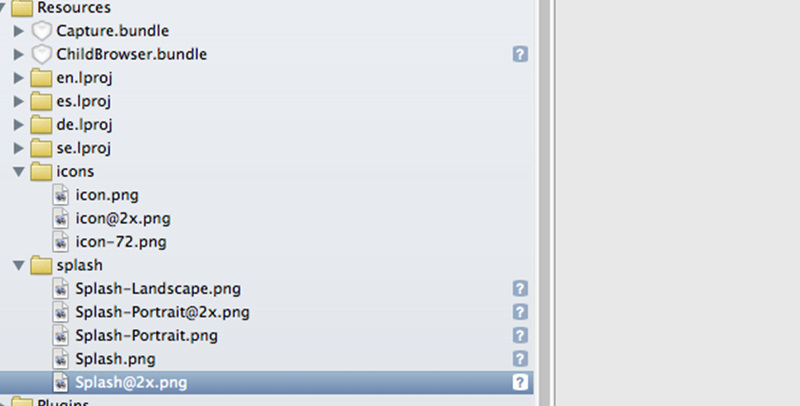 Resources
Capture.bundle
ChildBrowser.bundle ?
en.lproj
es.lproj
de.lproj
se.lproj
icons
icon.png
icon@2x.png
icon-72.png
splash
Splash-Landscape.png ?
Splash-Portrait@2x.png ?
Splash-Portrait.png ?
Splash.png ?
Splash@2x.png ?
Plugins